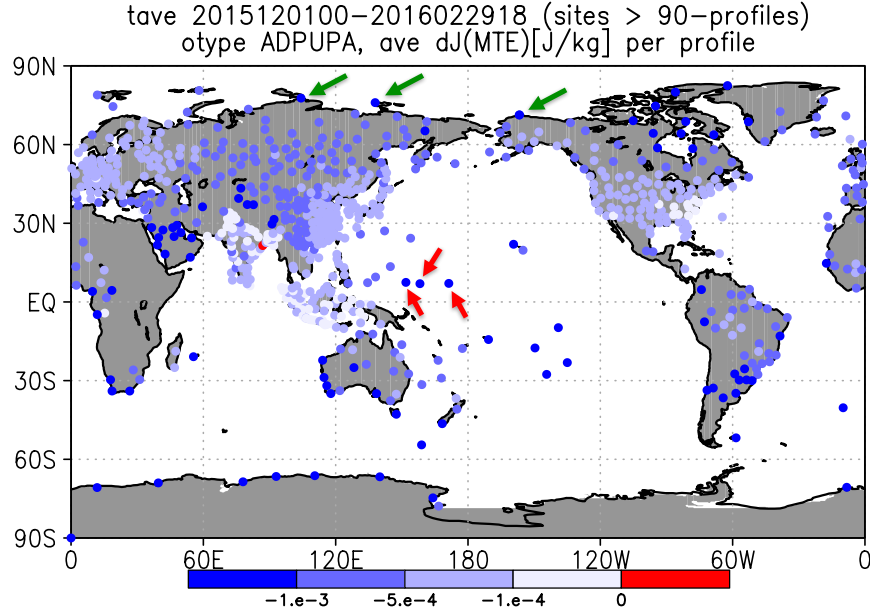 tave 2015120100-2016022918 (sites > 90-profiles)
otype ADPUPA, ave dJ(MTE)[J/kg] per profile
90N
60N
30N
EQ
30S
60S
90S
0 60E 120E 180 120W 60W 0
-1.e-3 -5.e-4 -1.e-4 0